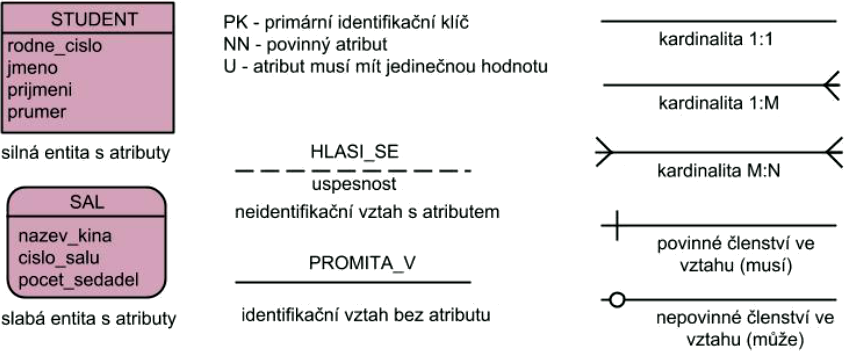 STUDENT
rodne_cislo
jmeno
prijmeni
prumer
silná entita s atributy
SAL
nazev_kina
cislo_salu
pocet_sedadel
slabá entita s atributy
PK - primární identifikační klíč
NN - povinný atribut
U - atribut musí mít jedinečnou hodnotu
HLASI_SE
uspesnost
neidentifikační vztah s atributem
PROMITA_V
identifikační vztah bez atributu
kardinalita 1:1
kardinalita 1:M
kardinalita M:N
povinné členství ve
vztahu (musí)
nepovinné členství ve
vztahu (může)